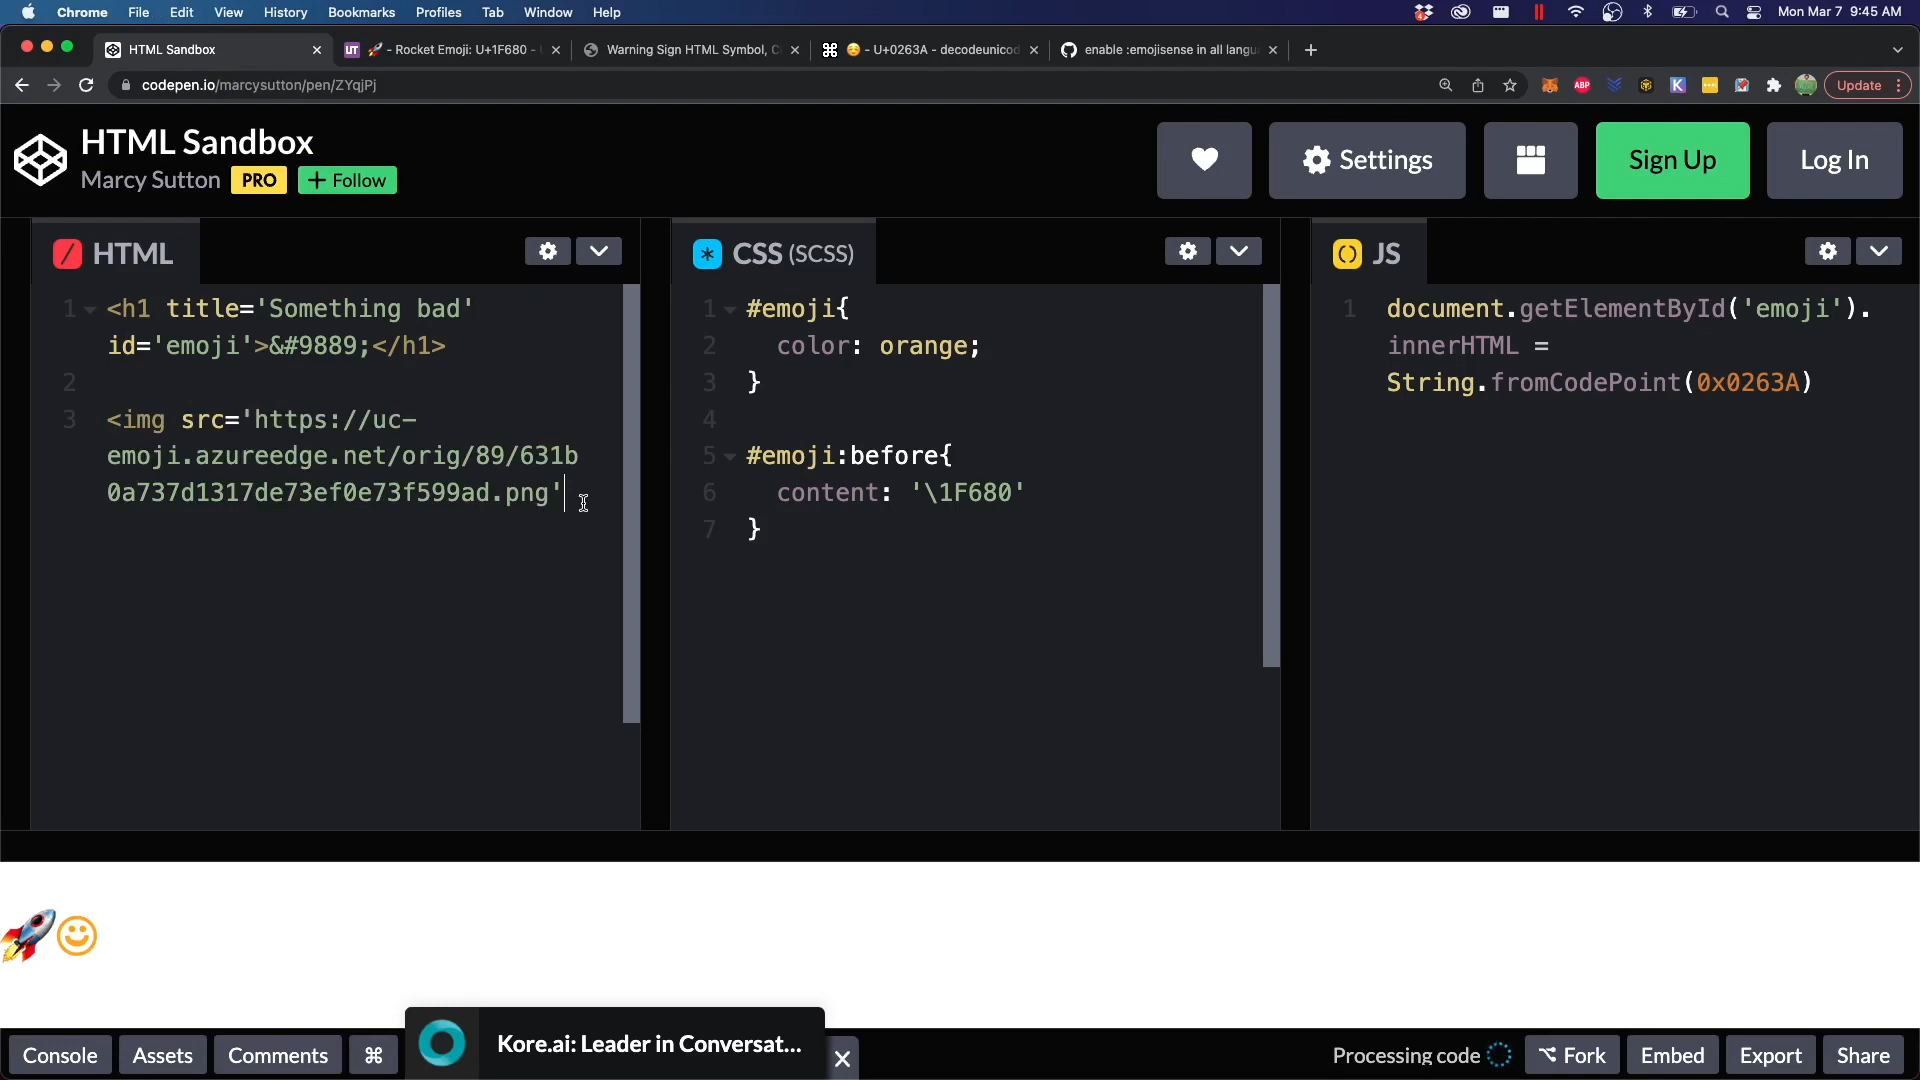 Chrome File Edit View History Bookmarks Profiles Tab Window Help Mon Mar 7 9:45 AM
HTML Sandbox
UT 🚀 - Rocket Emoji: U+1F680 -
Warning Sign HTML Symbol,
☺️ - U+0263A - decodeunicod
enable :emojisense in all langu
codepen.io/marcysutton/pen/ZYqjPj
ABP
K
Update
HTML Sandbox
Marcy Sutton PRO + Follow
Settings
Sign Up
Log In
HTML
CSS (SCSS)
JS
1 <h1 title='Something bad'
id='emoji'>&#9889;</h1>
2
3 <img src='https://uc-
emoji.azureedge.net/orig/89/631b
0a737d1317de73ef0e73f599ad.png'
1 #emoji{
2 color: orange;
3 }
4
5 #emoji:before{
6 content: '\1F680'
7 }
1 document.getElementById('emoji').
innerHTML =
String.fromCodePoint(0x0263A)
🚀☺
Console Assets Comments ⌘
Kore.ai: Leader in Conversat...
Processing code
Fork Embed Export Share